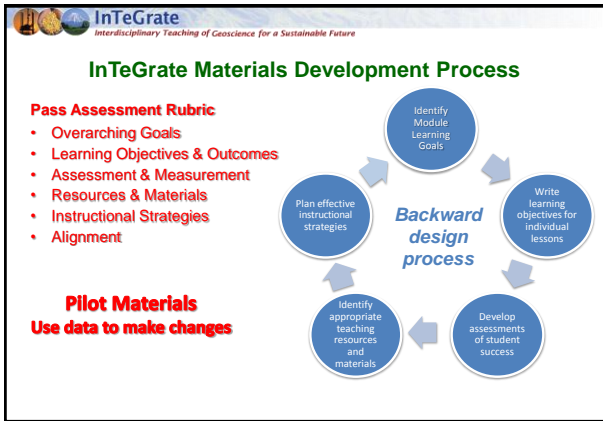 InTeGrate
Interdisciplinary Teaching of Geoscience for a Sustainable Future
InTeGrate Materials Development Process
Pass Assessment Rubric
• Overarching Goals
• Learning Objectives & Outcomes
• Assessment & Measurement
• Resources & Materials
• Instructional Strategies
• Alignment
Pilot Materials
Use data to make changes
Identify
Module
Learning
Goals
Write
learning
objectives for
individual
lessons
Develop
assessments
of student
success
Identify
appropriate
teaching
resources
and
materials
Plan effective
instructional
strategies
Backward
design
process